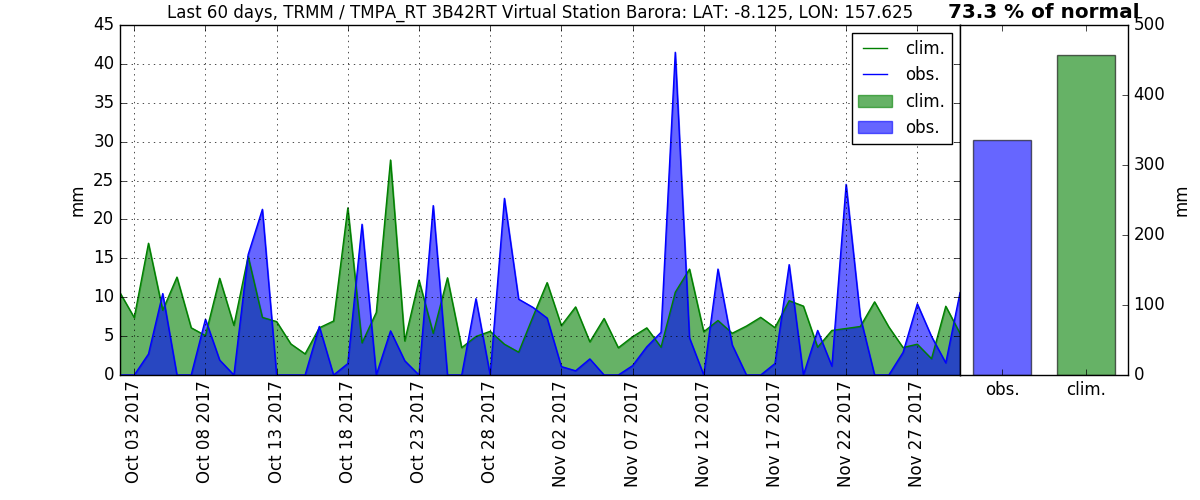 Last 60 days, TRMM / TMPA_RT 3B42RT Virtual Station Barora: LAT: -8.125, LON: 157.625
73.3 % of normal
45
40
35
30
25
20
15
10
5
0
mm
clim.
obs.
clim.
obs.
500
400
300
200
100
0
mm
obs.
clim.
Oct 03 2017
Oct 08 2017
Oct 13 2017
Oct 18 2017
Oct 23 2017
Oct 28 2017
Nov 02 2017
Nov 07 2017
Nov 12 2017
Nov 17 2017
Nov 22 2017
Nov 27 2017